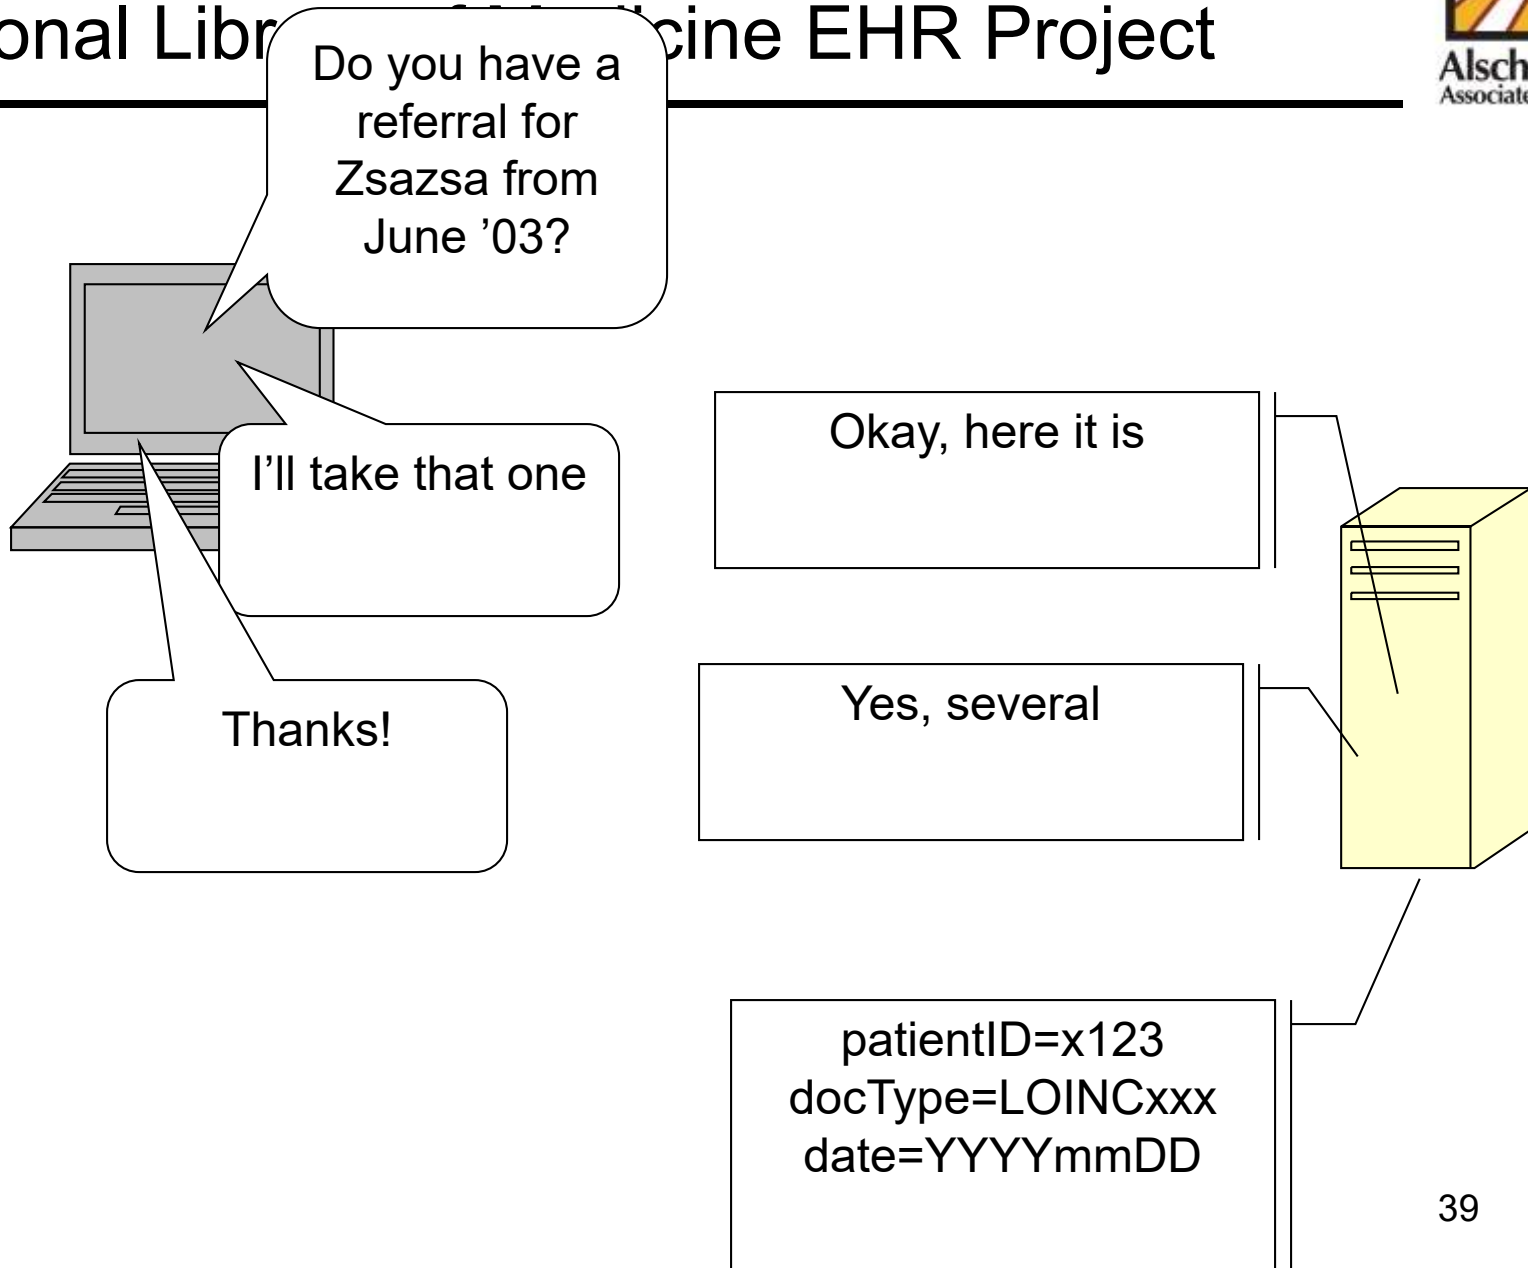 onal Libr cine EHR Project
Alsch
Associate
Do you have a
referral for
Zsazsa from
June ’03?
I’ll take that one
Thanks!
Okay, here it is
Yes, several
patientID=x123
docType=LOINCxxx
date=YYYYmmDD
39